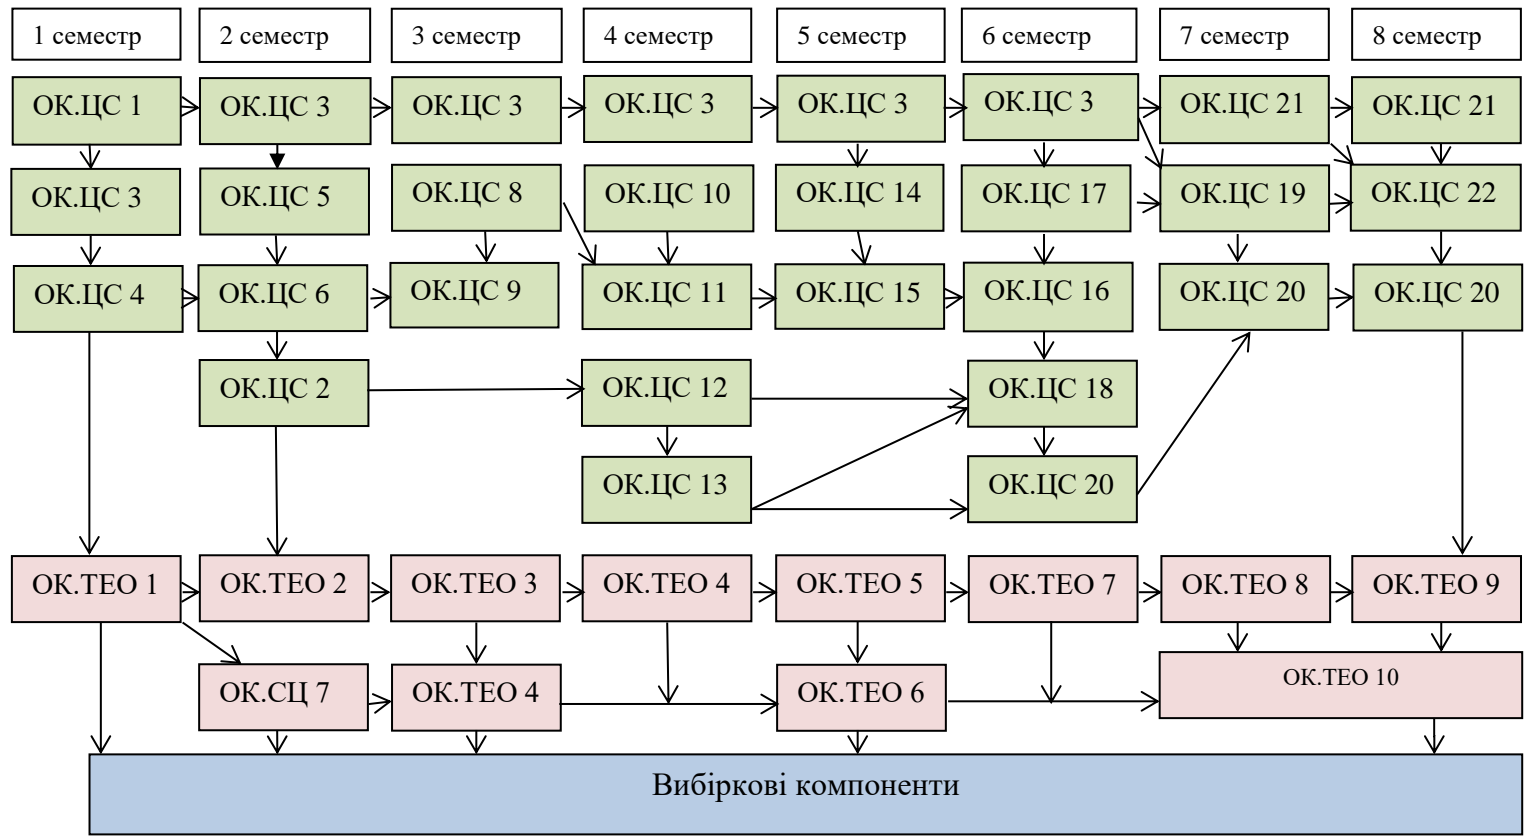 1 семестр
2 семестр
3 семестр
4 семестр
5 семестр
6 семестр
7 семестр
8 семестр
ОК.ЦС 1
ОК.ЦС 3
ОК.ЦС 3
ОК.ЦС 3
ОК.ЦС 3
ОК.ЦС 3
ОК.ЦС 21
ОК.ЦС 21
ОК.ЦС 3
ОК.ЦС 5
ОК.ЦС 8
ОК.ЦС 10
ОК.ЦС 14
ОК.ЦС 17
ОК.ЦС 19
ОК.ЦС 22
ОК.ЦС 4
ОК.ЦС 6
ОК.ЦС 9
ОК.ЦС 11
ОК.ЦС 15
ОК.ЦС 16
ОК.ЦС 20
ОК.ЦС 20
ОК.ЦС 2
ОК.ЦС 12
ОК.ЦС 18
ОК.ЦС 13
ОК.ЦС 20
ОК.ТЕО 1
ОК.ТЕО 2
ОК.ТЕО 3
ОК.ТЕО 4
ОК.ТЕО 5
ОК.ТЕО 7
ОК.ТЕО 8
ОК.ТЕО 9
ОК.СЦ 7
ОК.ТЕО 4
ОК.ТЕО 6
ОК.ТЕО 10
Вибіркові компоненти